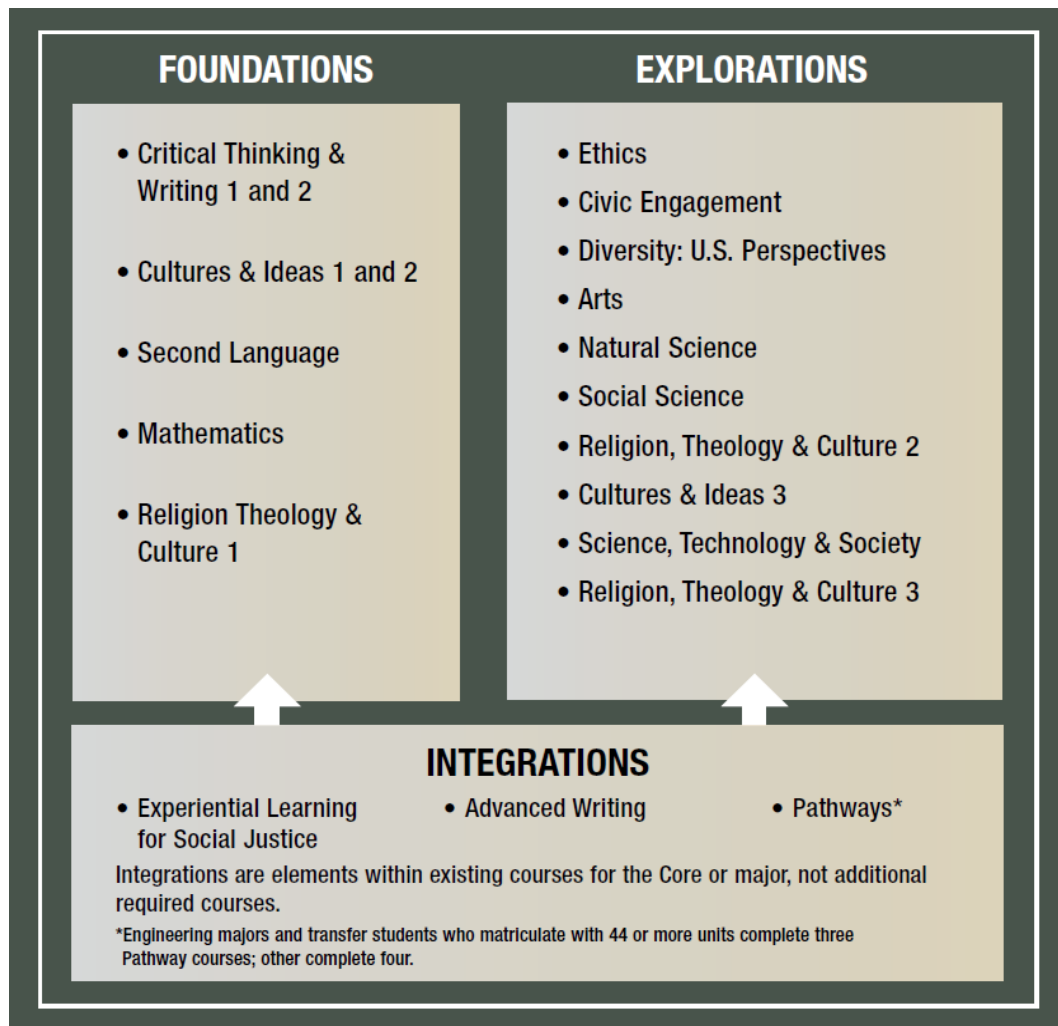 FOUNDATIONS
• Critical Thinking &
Writing 1 and 2
• Cultures & Ideas 1 and 2
• Second Language
• Mathematics
• Religion Theology &
Culture 1
EXPLORATIONS
• Ethics
• Civic Engagement
• Diversity: U.S. Perspectives
• Arts
• Natural Science
• Social Science
• Religion, Theology & Culture 2
• Cultures & Ideas 3
• Science, Technology & Society
• Religion, Theology & Culture 3
INTEGRATIONS
• Experiential Learning
for Social Justice
• Advanced Writing
• Pathways*
Integrations are elements within existing courses for the Core or major, not additional
required courses.
*Engineering majors and transfer students who matriculate with 44 or more units complete three
Pathway courses; other complete four.